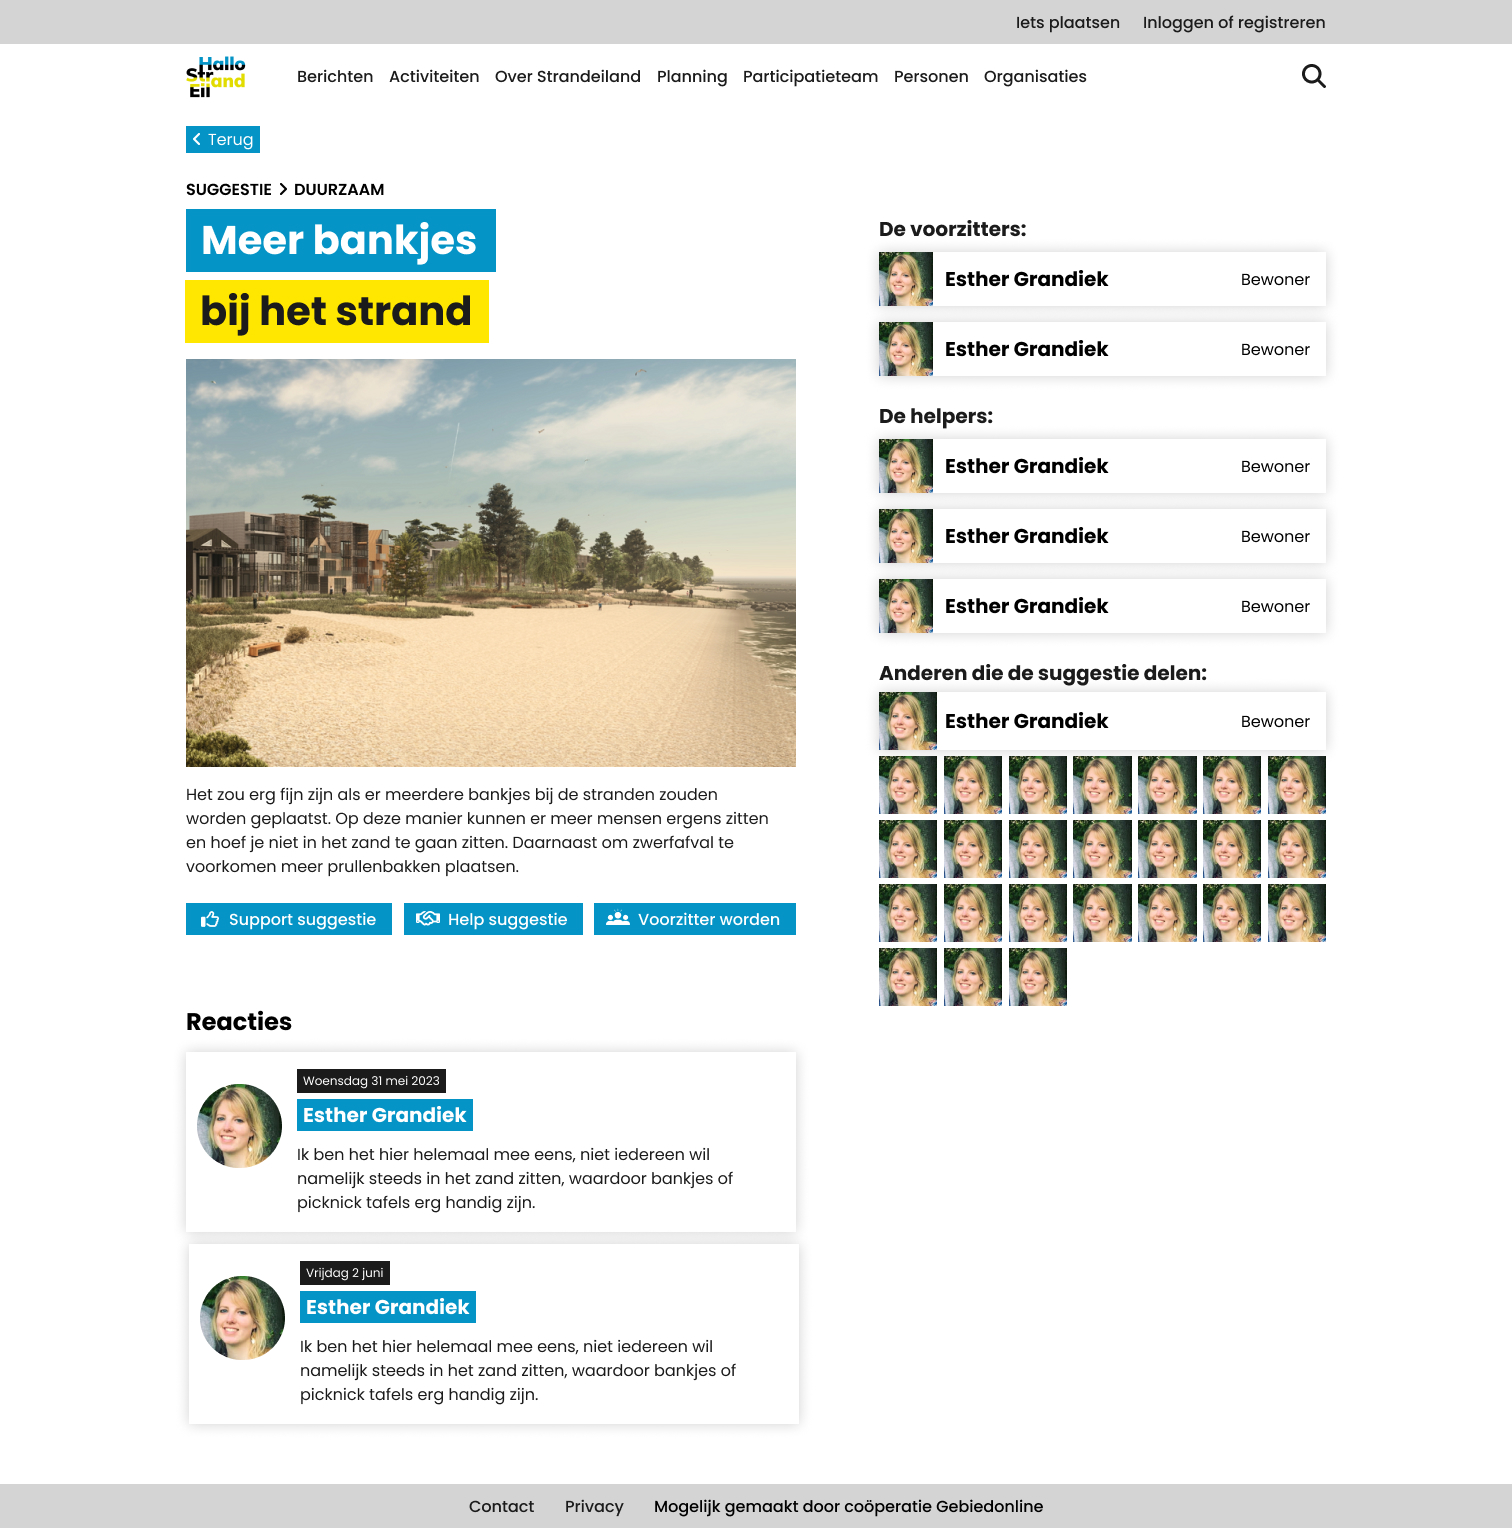 Iets plaatsen Inloggen of registreren
Hallo
Strand
Eil
Berichten Activiteiten Over Strandeiland Planning Participatieteam Personen Organisaties
Terug
SUGGESTIE > DUURZAAM
Meer bankjes
bij het strand
Het zou erg fijn zijn als er meerdere bankjes bij de stranden zouden
worden geplaatst. Op deze manier kunnen er meer mensen ergens zitten
en hoef je niet in het zand te gaan zitten. Daarnaast om zwerfafval te
voorkomen meer prullenbakken plaatsen.
Support suggestie Help suggestie Voorzitter worden
Reacties
Woensdag 31 mei 2023
Esther Grandiek
Ik ben het hier helemaal mee eens, niet iedereen wil
namelijk steeds in het zand zitten, waardoor bankjes of
picknick tafels erg handig zijn.
Vrijdag 2 juni
Esther Grandiek
Ik ben het hier helemaal mee eens, niet iedereen wil
namelijk steeds in het zand zitten, waardoor bankjes of
picknick tafels erg handig zijn.
De voorzitters:
Esther Grandiek Bewoner
Esther Grandiek Bewoner
De helpers:
Esther Grandiek Bewoner
Esther Grandiek Bewoner
Esther Grandiek Bewoner
Anderen die de suggestie delen:
Esther Grandiek Bewoner
Contact Privacy Mogelijk gemaakt door coöperatie Gebiedonline